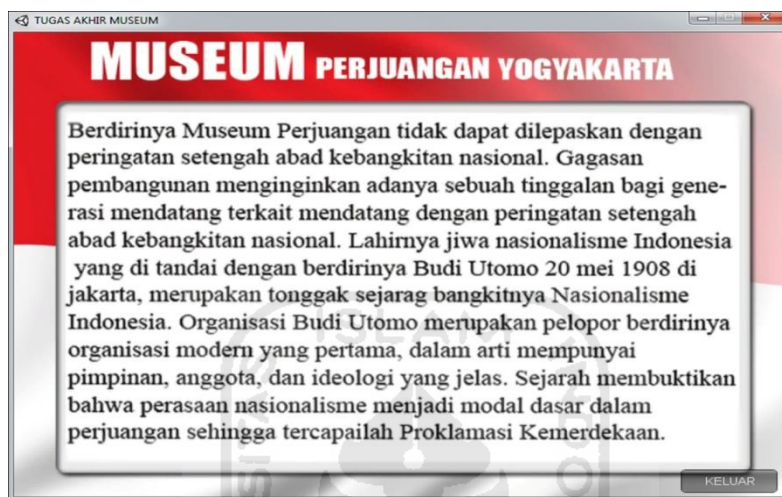 TUGAS AKHIR MUSEUM
MUSEUM PERJUANGAN YOGYAKARTA
Berdirinya Museum Perjuangan tidak dapat dilepaskan dengan
peringatan setengah abad kebangkitan nasional. Gagasan
pembangunan menginginkan adanya sebuah tinggalan bagi gene-
rasi mendatang terkait mendatang dengan peringatan setengah
abad kebangkitan nasional. Lahirnya jiwa nasionalisme Indonesia
yang di tandai dengan berdirinya Budi Utomo 20 mei 1908 di
jakarta, merupakan tonggak sejarag bangkitnya Nasionalisme
Indonesia. Organisasi Budi Utomo merupakan pelopor berdirinya
organisasi modern yang pertama, dalam arti mempunyai
pimpinan, anggota, dan ideologi yang jelas. Sejarah membuktikan
bahwa perasaan nasionalisme menjadi modal dasar dalam
perjuangan sehingga tercapailah Proklamasi Kemerdekaan.
ISLAM
KELUAR